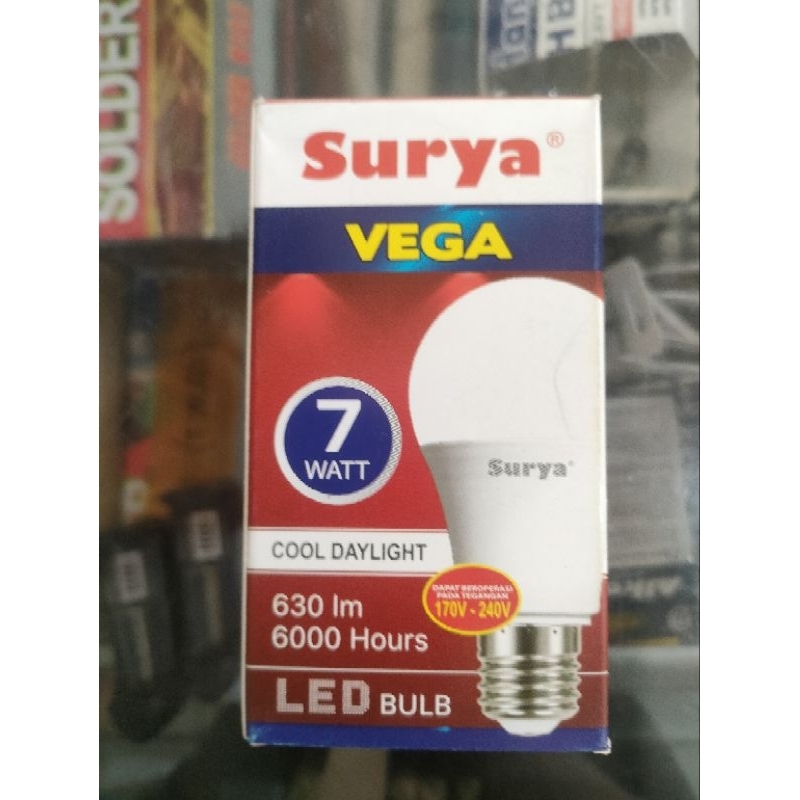 SOLDER
Surya®
VEGA
7
WATT
Surya
COOL DAYLIGHT
DAPAT BEROPERASI
PADA TEGANGAN
170V - 240V
630 lm
6000 Hours
LED BULB